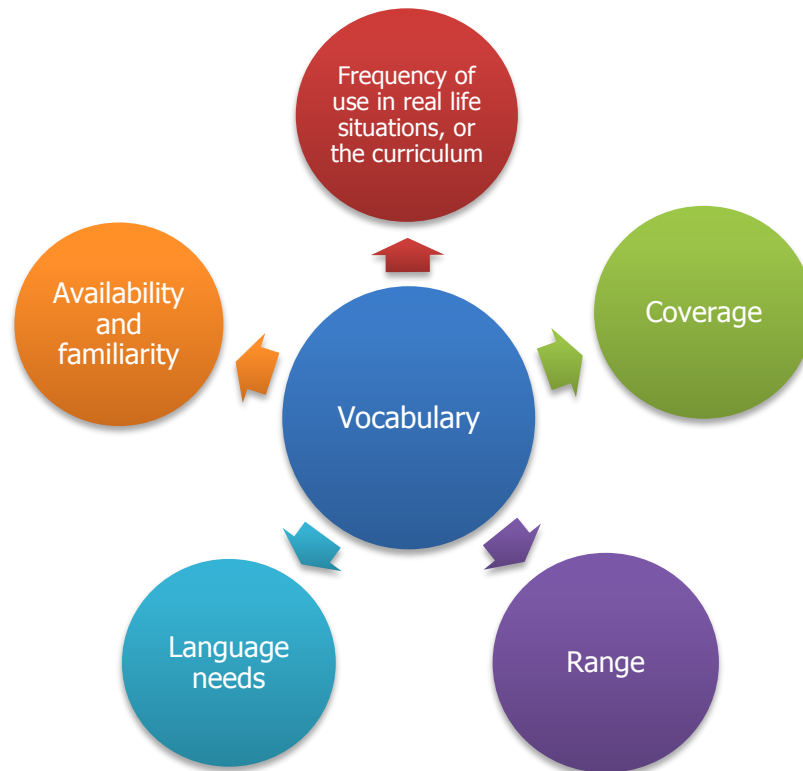 Frequency of
use in real life
situations, or
the curriculum
Coverage
Range
Language
needs
Availability
and
familiarity
Vocabulary